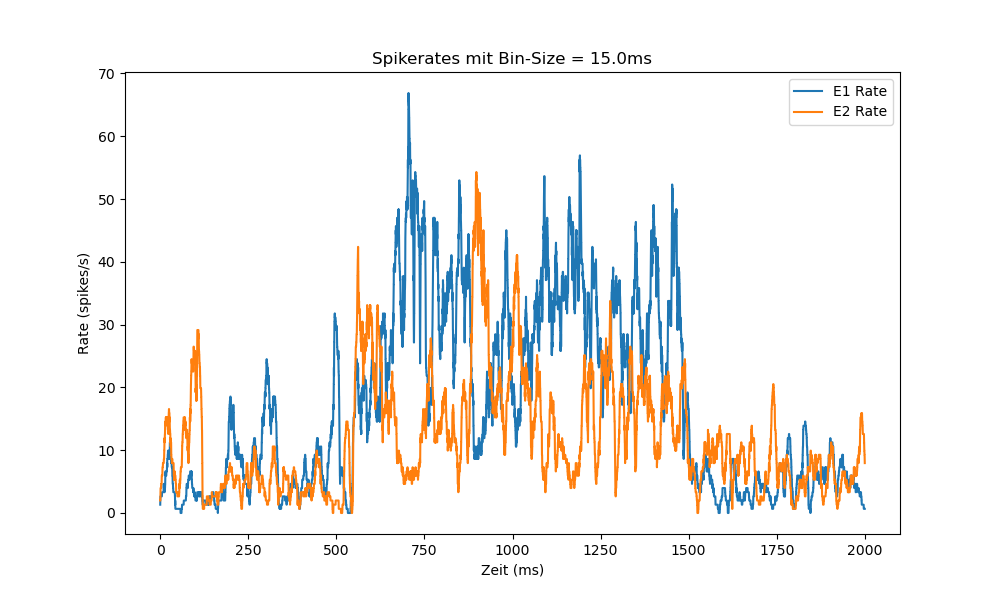 Spikerates mit Bin-Size = 15.0ms
E1 Rate
E2 Rate
Rate (spikes/s)
70
60
50
40
30
20
10
0
0 250 500 750 1000 1250 1500 1750 2000
Zeit (ms)